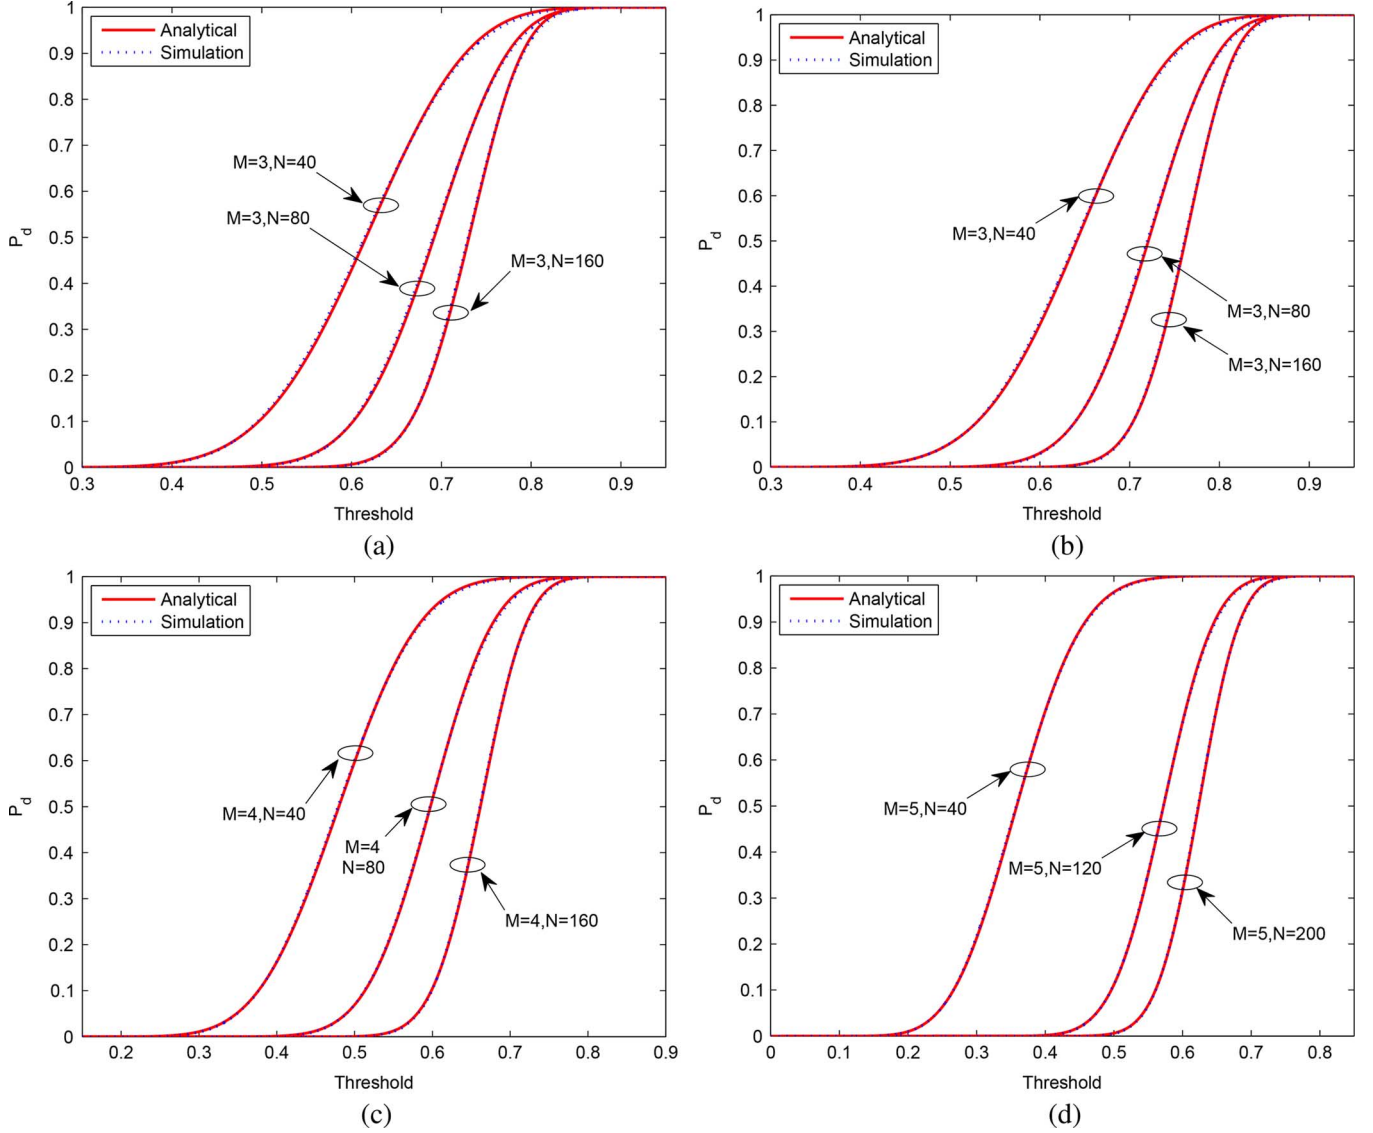 1
0.9
0.8
0.7
0.6
0.5
0.4
0.3
0.2
0.1
0
P_d
Analytical
Simulation
M=3,N=40
M=3,N=80
M=3,N=160
0.3 0.4 0.5 0.6 0.7 0.8 0.9
Threshold
(a)
1
0.9
0.8
0.7
0.6
0.5
0.4
0.3
0.2
0.1
0
P_d
Analytical
Simulation
M=3,N=40
M=3,N=80
M=3,N=160
0.3 0.4 0.5 0.6 0.7 0.8 0.9
Threshold
(b)
1
0.9
0.8
0.7
0.6
0.5
0.4
0.3
0.2
0.1
0
P_d
Analytical
Simulation
M=4,N=40
M=4
N=80
M=4,N=160
0.2 0.3 0.4 0.5 0.6 0.7 0.8 0.9
Threshold
(c)
1
0.9
0.8
0.7
0.6
0.5
0.4
0.3
0.2
0.1
0
P_d
Analytical
Simulation
M=5,N=40
M=5,N=120
M=5,N=200
0 0.1 0.2 0.3 0.4 0.5 0.6 0.7 0.8
Threshold
(d)